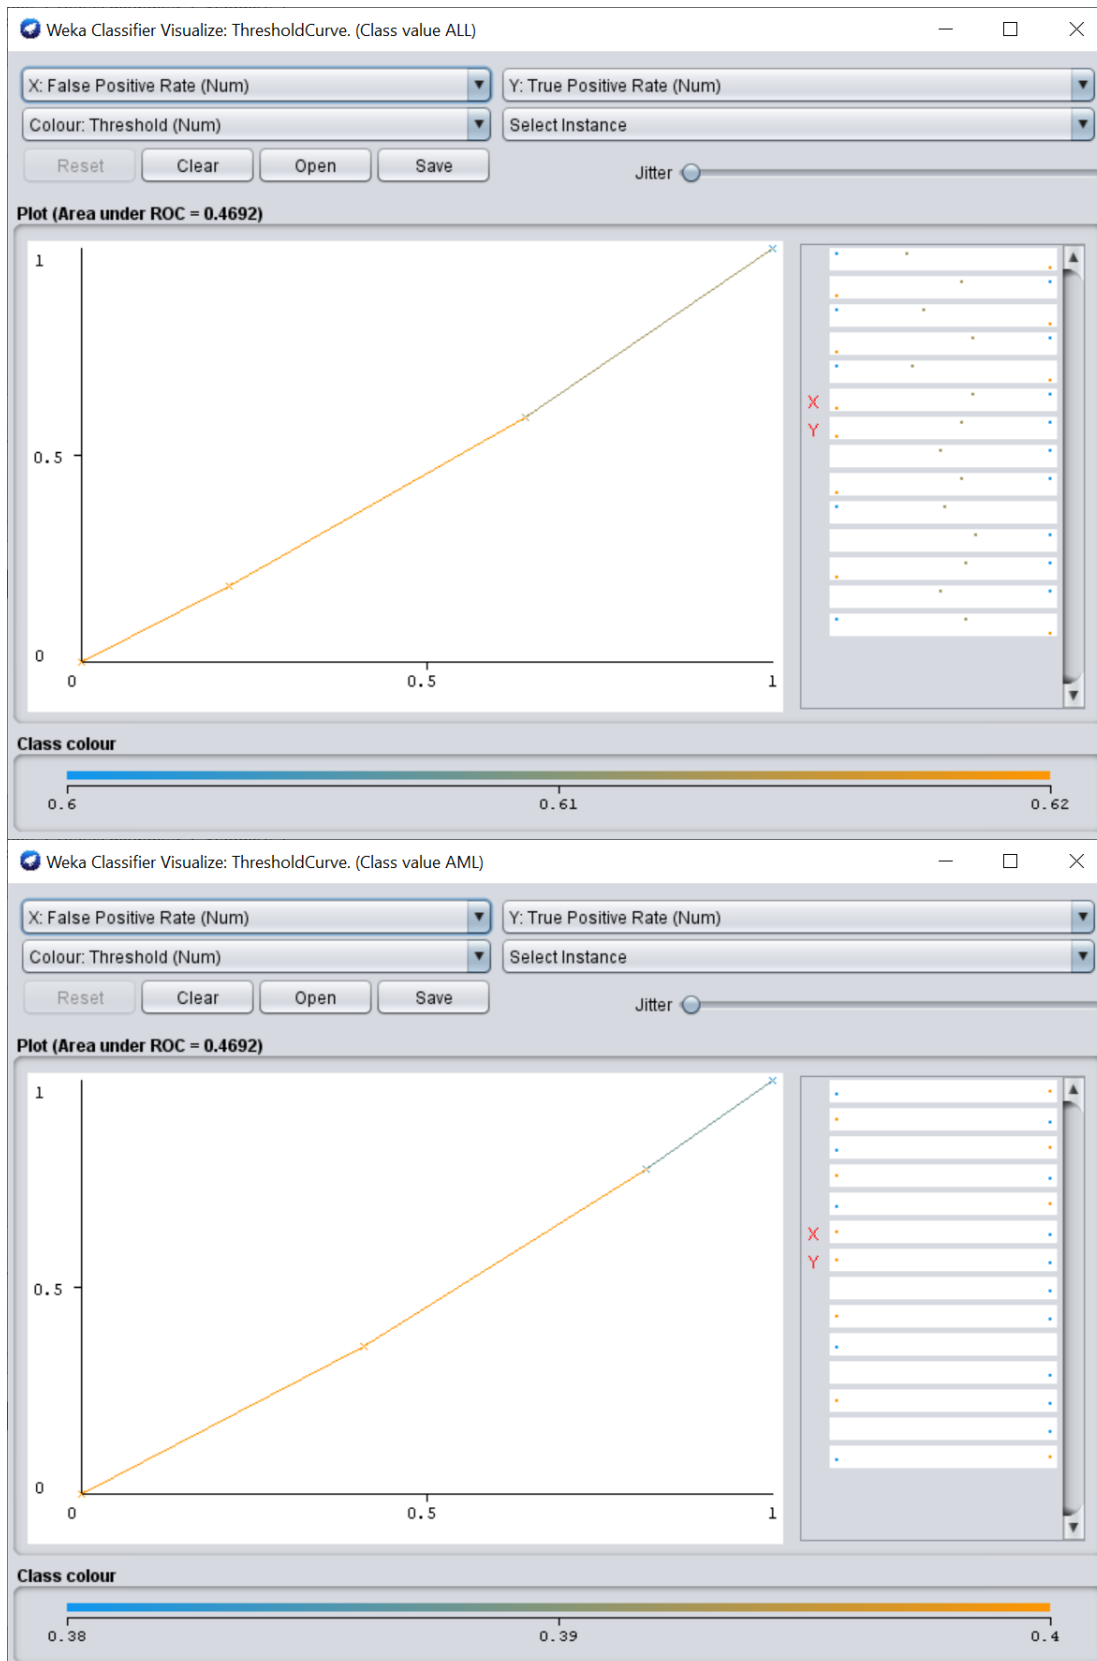 Weka Classifier Visualize: ThresholdCurve. (Class value ALL)
X: False Positive Rate (Num) Y: True Positive Rate (Num)
Colour: Threshold (Num) Select Instance
Reset Clear Open Save Jitter
Plot (Area under ROC = 0.4692)
1
0.5
0
0 0.5 1
X
Y
Class colour
0.6 0.61 0.62
Weka Classifier Visualize: ThresholdCurve. (Class value AML)
X: False Positive Rate (Num) Y: True Positive Rate (Num)
Colour: Threshold (Num) Select Instance
Reset Clear Open Save Jitter
Plot (Area under ROC = 0.4692)
1
0.5
0
0 0.5 1
X
Y
Class colour
0.38 0.39 0.4